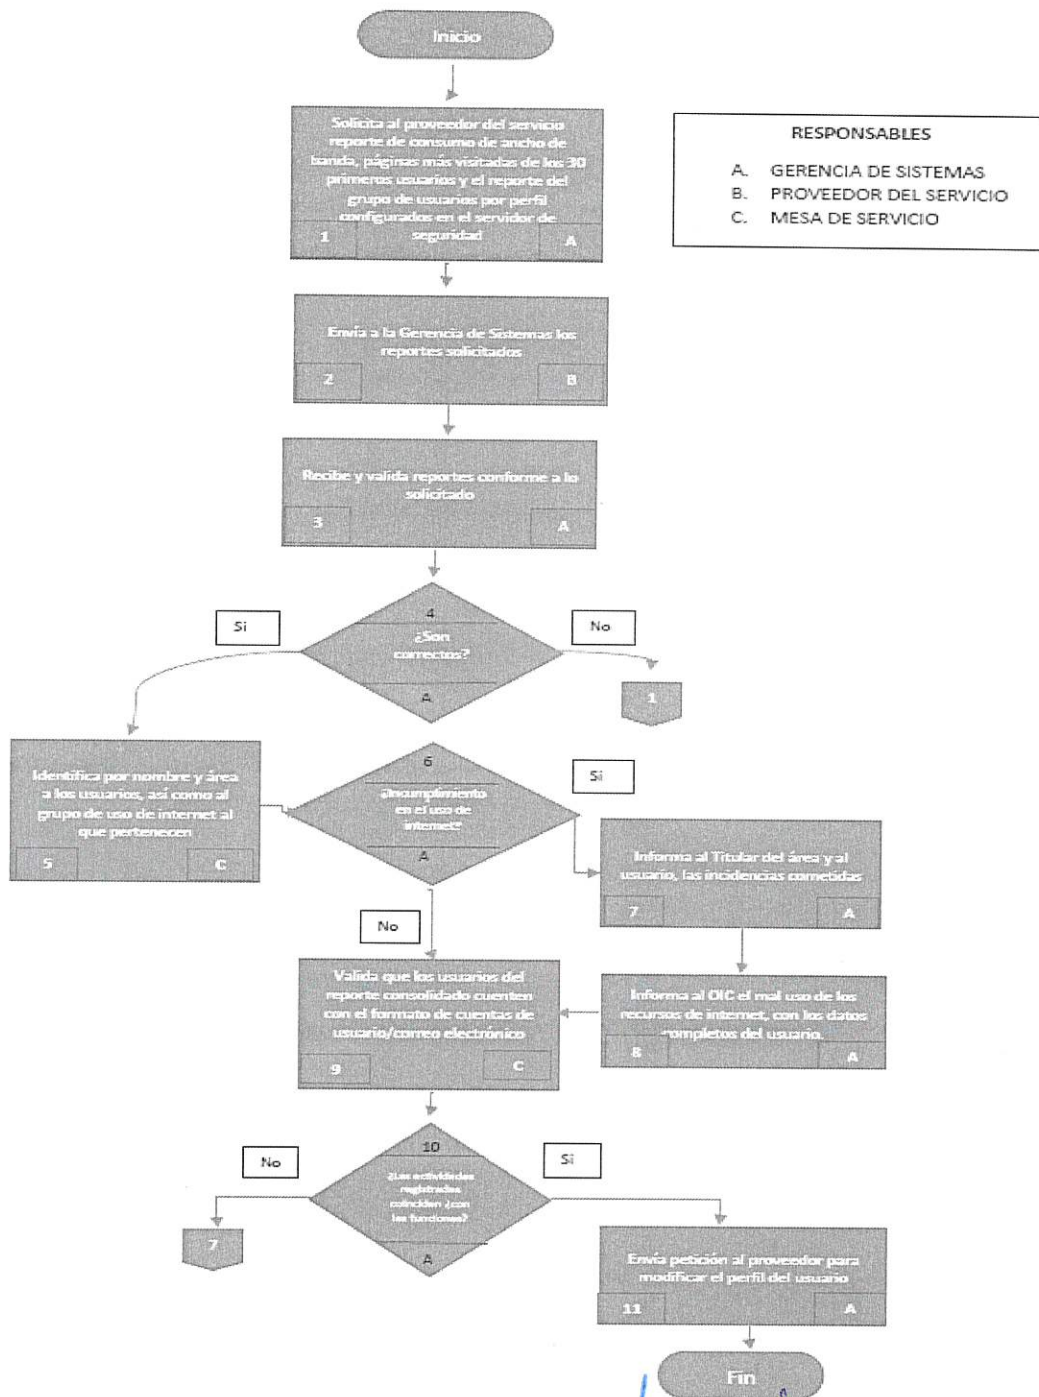 Inicio
Solicita al proveedor del servicio
reporte de consumo de ancho de
banda, páginas más visitadas de los 30
primeros usuarios y el reporte del
grupo de usuarios por perfil
configurados en el servidor de
seguridad
1
A
RESPONSABLES
A. GERENCIA DE SISTEMAS
B. PROVEEDOR DEL SERVICIO
C. MESA DE SERVICIO
Envía a la Gerencia de Sistemas los
reportes solicitados
2
B
Recibe y valida reportes conforme a lo
solicitado
3
A
4
¿Son
correctos?
A
Si
No
1
Identifica por nombre y área
a los usuarios, así como al
grupo de uso de internet al
que pertenecen
5
C
6
¿Incumplimiento
en el uso de
internet?
A
Si
No
Informa al Titular del área y al
usuario, las incidencias cometidas
7
A
Informa al OIC el mal uso de los
recursos de internet, con los datos
completos del usuario.
8
A
Valida que los usuarios del
reporte consolidado cuenten
con el formato de cuentas de
usuario/correo electrónico
9
C
10
¿Las actividades
registradas
coinciden ¿con
las funciones?
A
No
Si
7
Envía petición al proveedor para
modificar el perfil del usuario
11
A
Fin